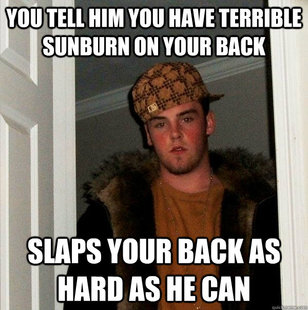 YOU TELL HIM YOU HAVE TERRIBLE
SUNBURN ON YOUR BACK
SLAPS YOUR BACK AS
HARD AS HE CAN